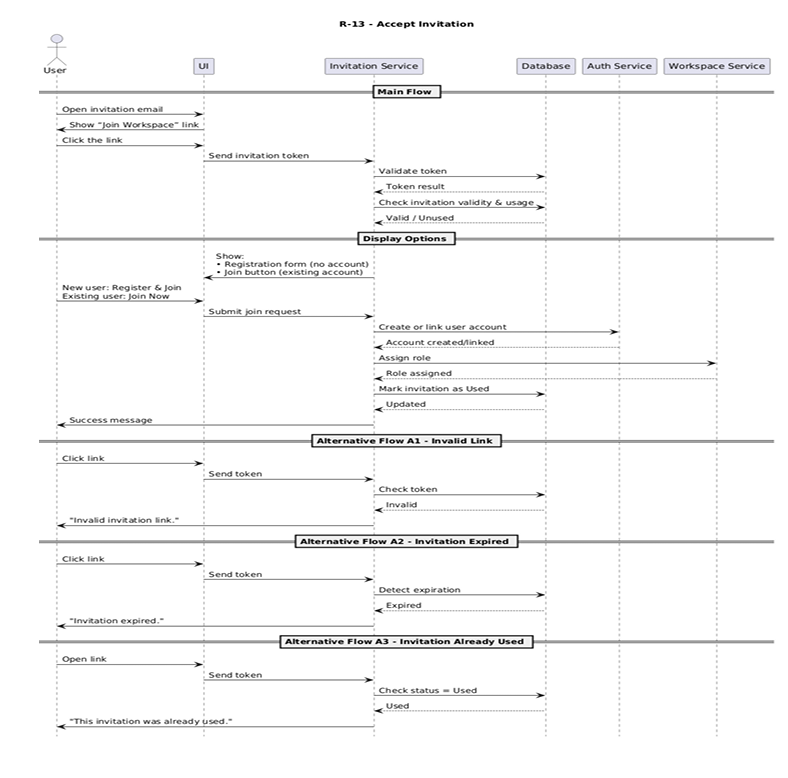 R-13 - Accept Invitation
User
UI
Invitation Service
Database
Auth Service
Workspace Service
Main Flow
Open invitation email
Show "Join Workspace" link
Click the link
Send invitation token
Validate token
Token result
Check invitation validity & usage
Valid / Unused
Display Options
Show:
• Registration form (no account)
• Join button (existing account)
New user: Register & Join
Existing user: Join Now
Submit join request
Create or link user account
Account created/linked
Assign role
Role assigned
Mark invitation as Used
Updated
Success message
Alternative Flow A1 - Invalid Link
Click link
Send token
Check token
Invalid
"Invalid invitation link."
Alternative Flow A2 - Invitation Expired
Click link
Send token
Detect expiration
Expired
"Invitation expired."
Alternative Flow A3 - Invitation Already Used
Open link
Send token
Check status = Used
Used
"This invitation was already used."